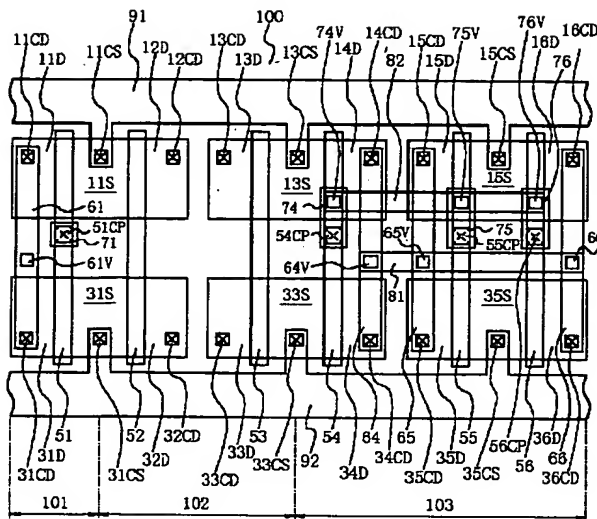 91
100
11CD
11CS
12D
13CD
13CS
74V
14CD
15CD
75V
15CS
76V
16CD
11D
12CD
13D
14D
82
15D
16D
76
11S
13S
15S
61
51CP
71
74
54CP
65V
75
55CP
61V
64V
81
31S
33S
35S
51
52
32CD
53
54
64
65
55
56CP
36D
31D
32D
33D
33CS
92
34D
35D
35CS
56
66
31CD
31CS
33CD
34CD
35CD
36CD
101
102
103